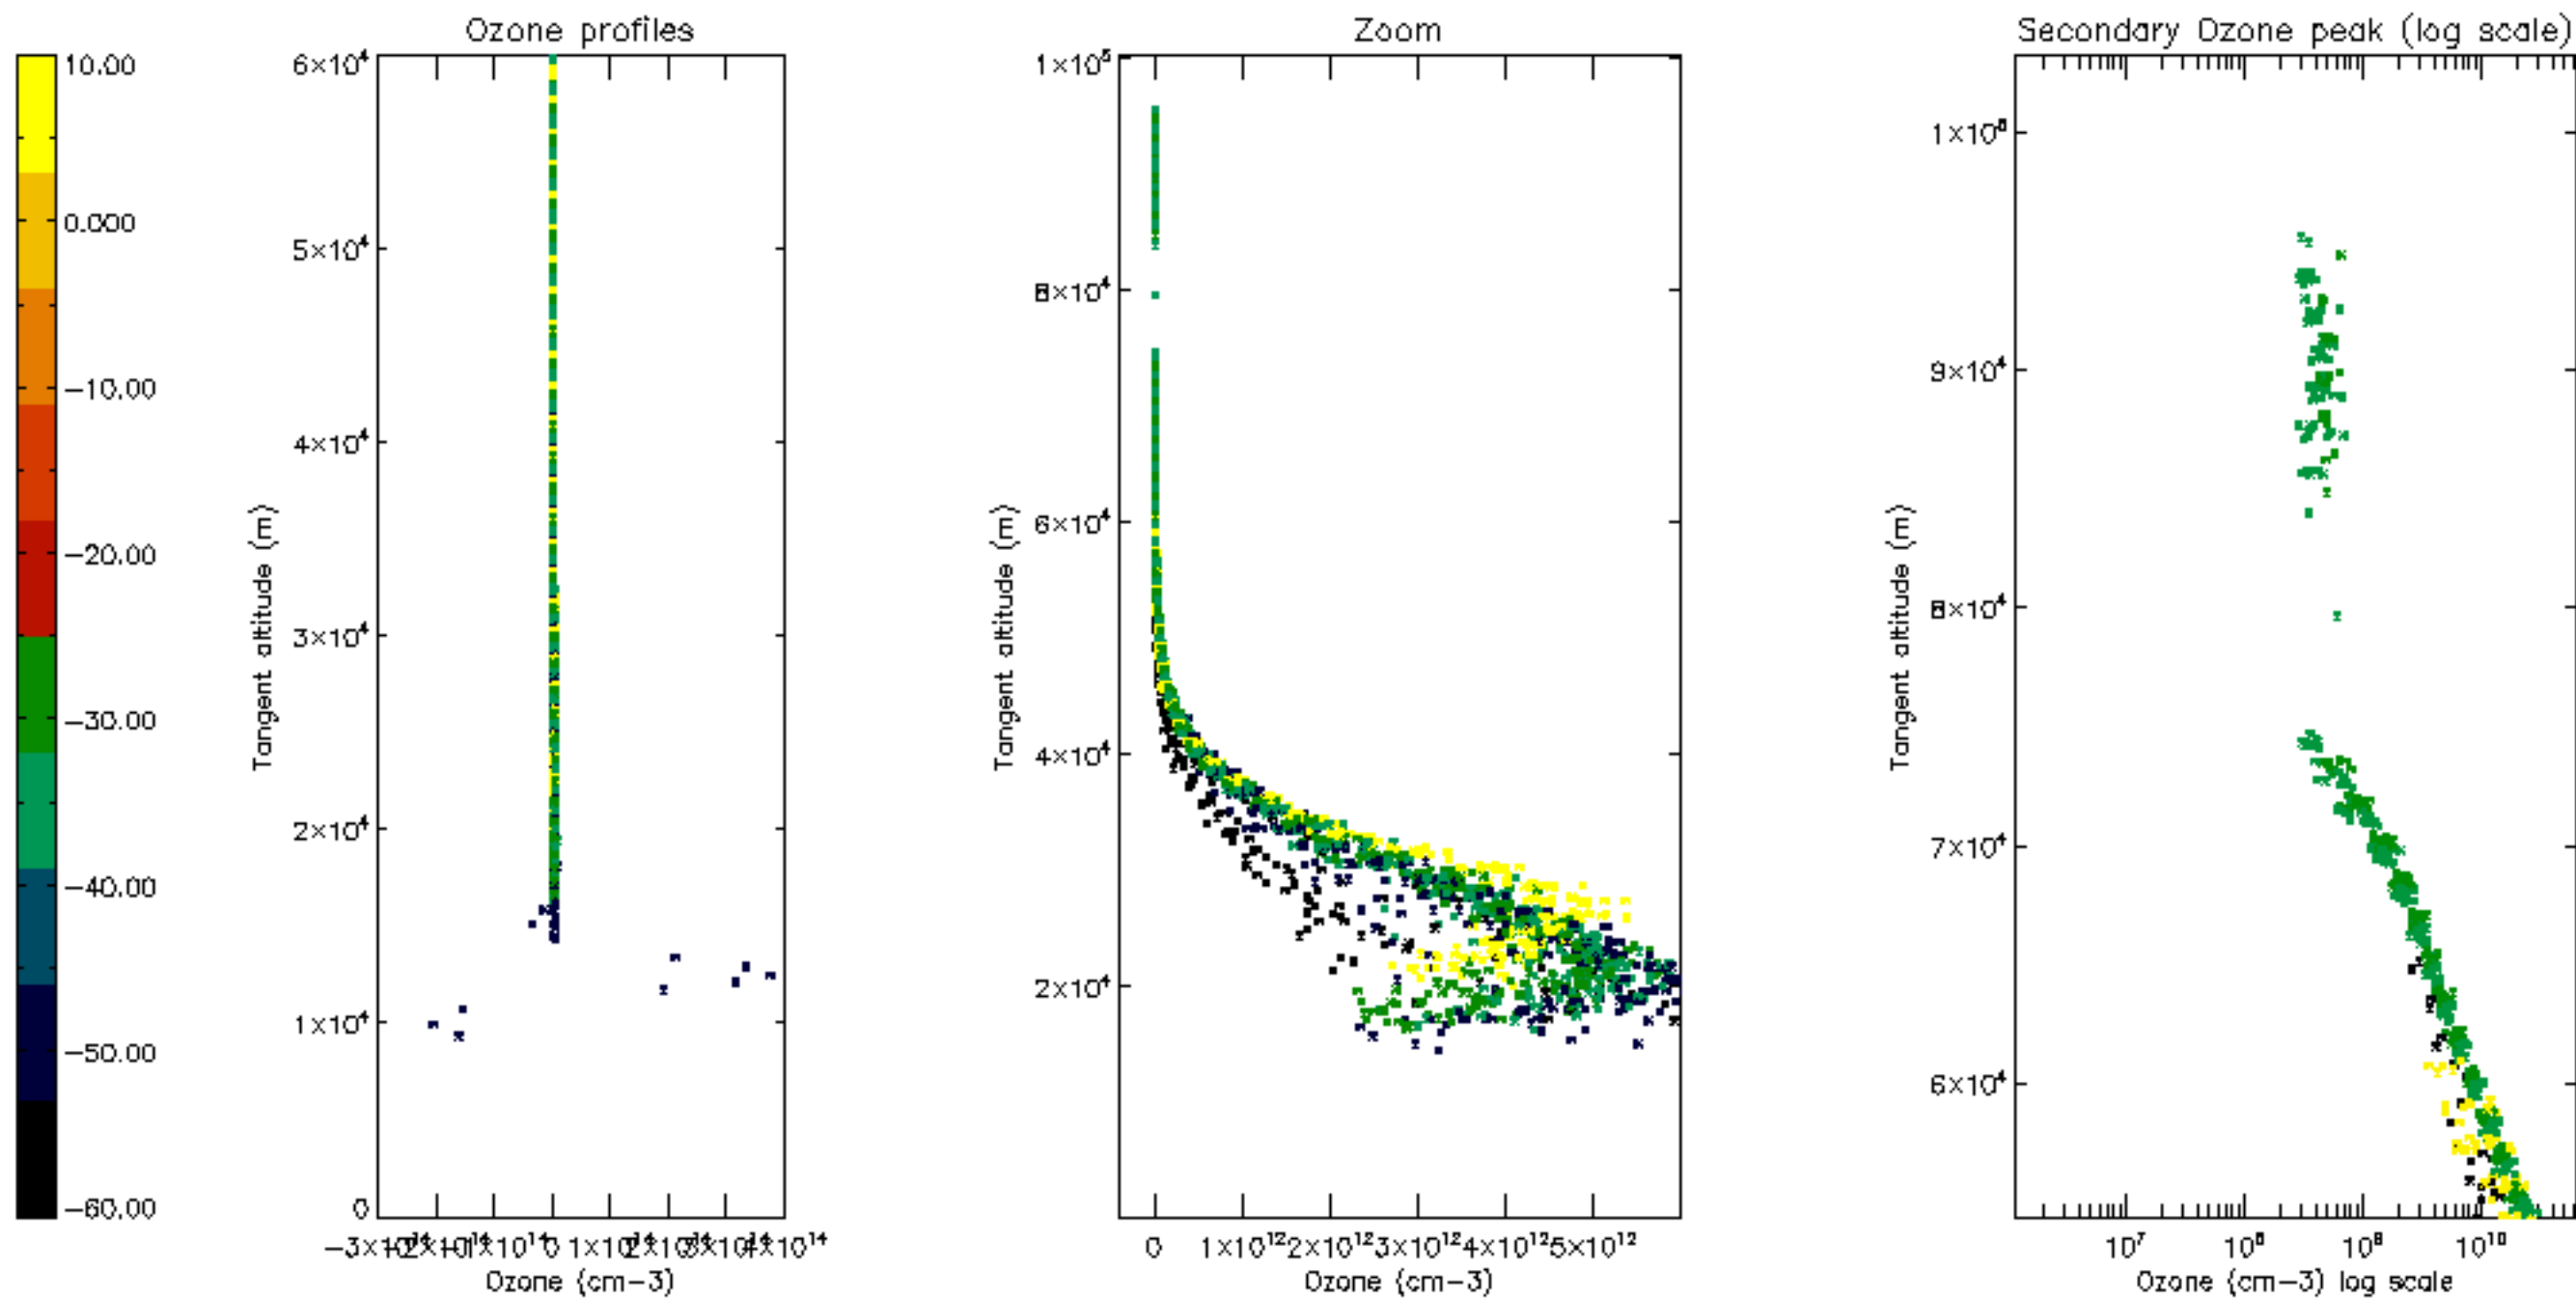 Ozone profiles
Zoom
Secondary Ozone peak (log scale)
10.00
0.000
−10.00
−20.00
−30.00
−40.00
−50.00
−60.00
6×10⁴
5×10⁴
4×10⁴
3×10⁴
2×10⁴
1×10⁴
0
Tangent altitude (m)
0 4×10¹⁴
Ozone (cm−3)
1×10⁵
8×10⁴
6×10⁴
4×10⁴
2×10⁴
Tangent altitude (m)
0 1×10¹² 2×10¹² 3×10¹² 4×10¹² 5×10¹²
Ozone (cm−3)
9×10⁴
8×10⁴
7×10⁴
6×10⁴
Tangent altitude (m)
10⁷ 10⁸ 10⁹ 10¹⁰
Ozone (cm−3) log scale